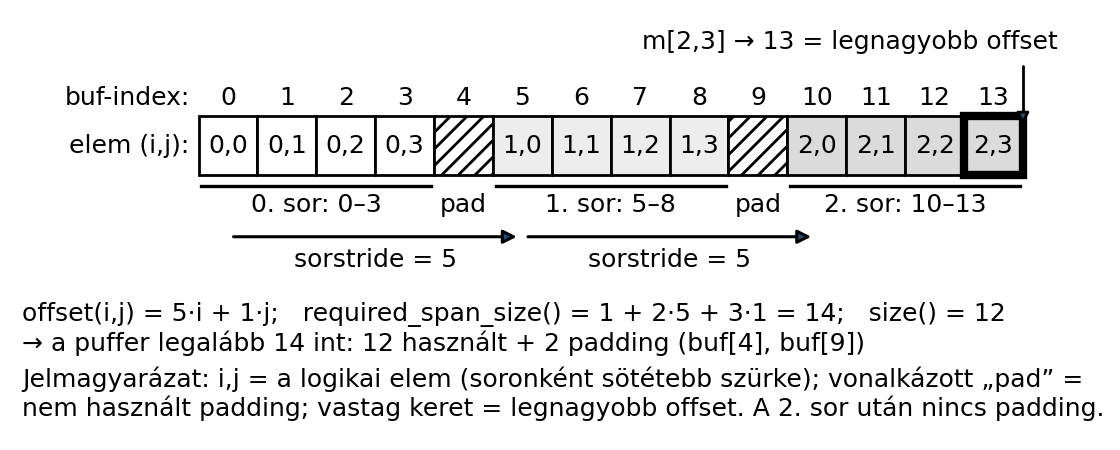 m[2,3] → 13 = legnagyobb offset
buf-index: 0 1 2 3 4 5 6 7 8 9 10 11 12 13
elem (i,j): 0,0 0,1 0,2 0,3 1,0 1,1 1,2 1,3 2,0 2,1 2,2 2,3
0. sor: 0–3 pad 1. sor: 5–8 pad 2. sor: 10–13
sorstride = 5 sorstride = 5
offset(i,j) = 5·i + 1·j; required_span_size() = 1 + 2·5 + 3·1 = 14; size() = 12
→ a puffer legalább 14 int: 12 használt + 2 padding (buf[4], buf[9])
Jelmagyarázat: i,j = a logikai elem (soronként sötétebb szürke); vonalkázott „pad” =
nem használt padding; vastag keret = legnagyobb offset. A 2. sor után nincs padding.